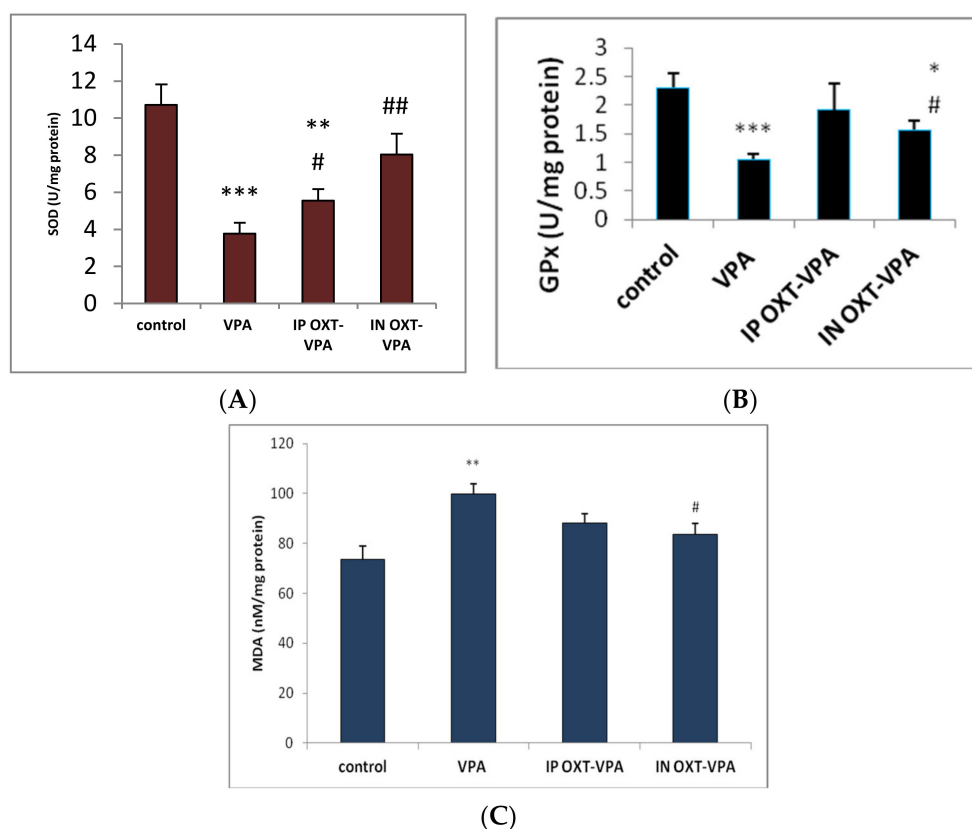 14
12
10
8
6
4
2
0
SOD (U/mg protein)
***
**
#
##
control
VPA
IP OXT-
VPA
IN OXT-
VPA
(A)
3
2.5
2
1.5
1
0.5
0
GPx (U/mg protein)
***
*
#
control
VPA
IP OXT-VPA
IN OXT-VPA
(B)
120
100
80
60
40
20
0
MDA (nM/mg protein)
**
#
control
VPA
IP OXT-VPA
IN OXT-VPA
(C)